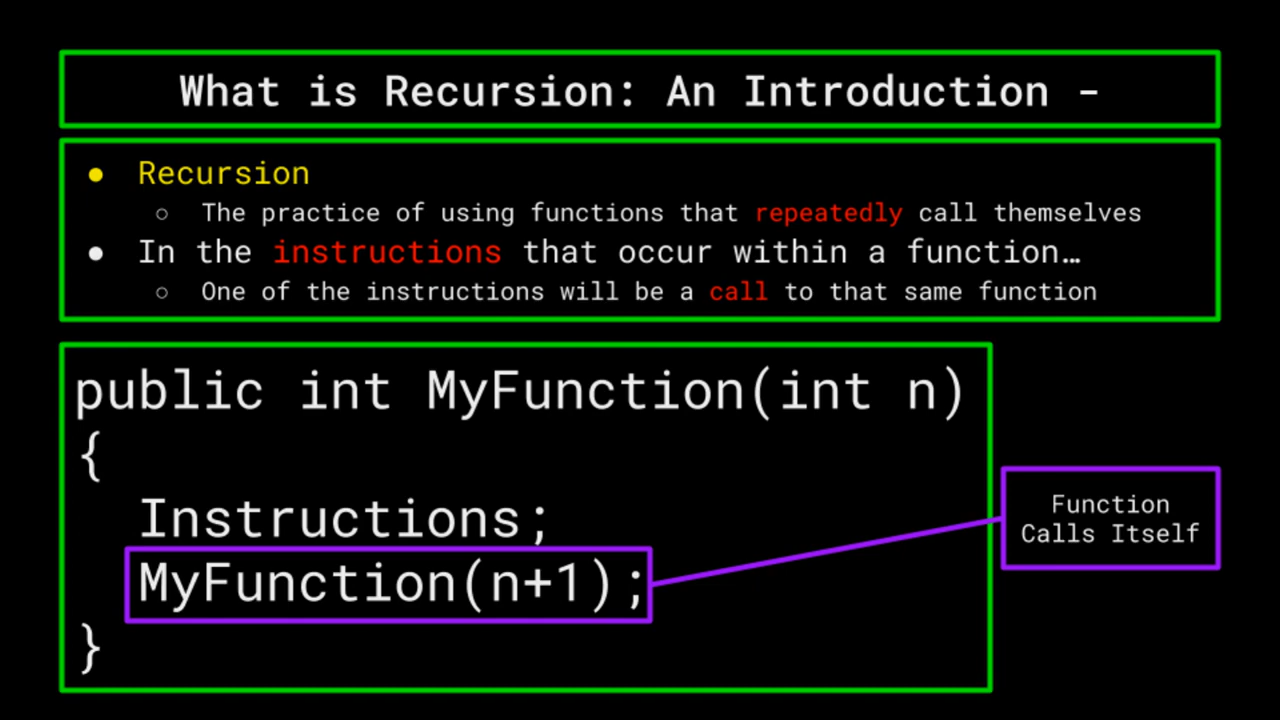 What is Recursion: An Introduction -
● Recursion
○ The practice of using functions that repeatedly call themselves
● In the instructions that occur within a function…
○ One of the instructions will be a call to that same function
public int MyFunction(int n)
{
Instructions;
MyFunction(n+1);
}
Function
Calls Itself